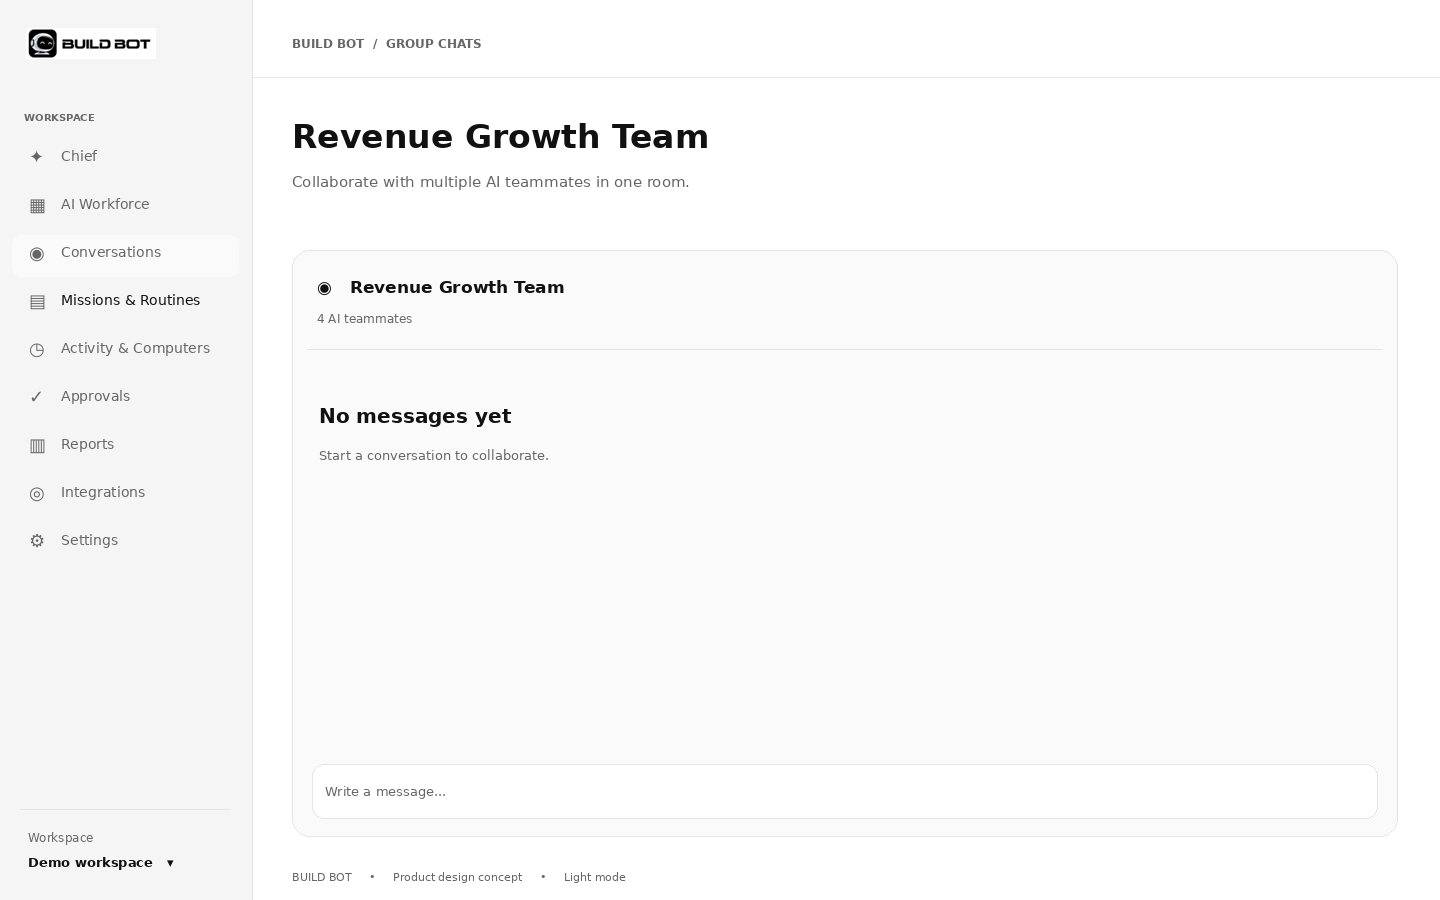 BUILD BOT
WORKSPACE
Chief
AI Workforce
Conversations
Missions & Routines
Activity & Computers
Approvals
Reports
Integrations
Settings
Workspace
Demo workspace ▾
BUILD BOT / GROUP CHATS
Revenue Growth Team
Collaborate with multiple AI teammates in one room.
Revenue Growth Team
4 AI teammates
No messages yet
Start a conversation to collaborate.
Write a message...
BUILD BOT • Product design concept • Light mode